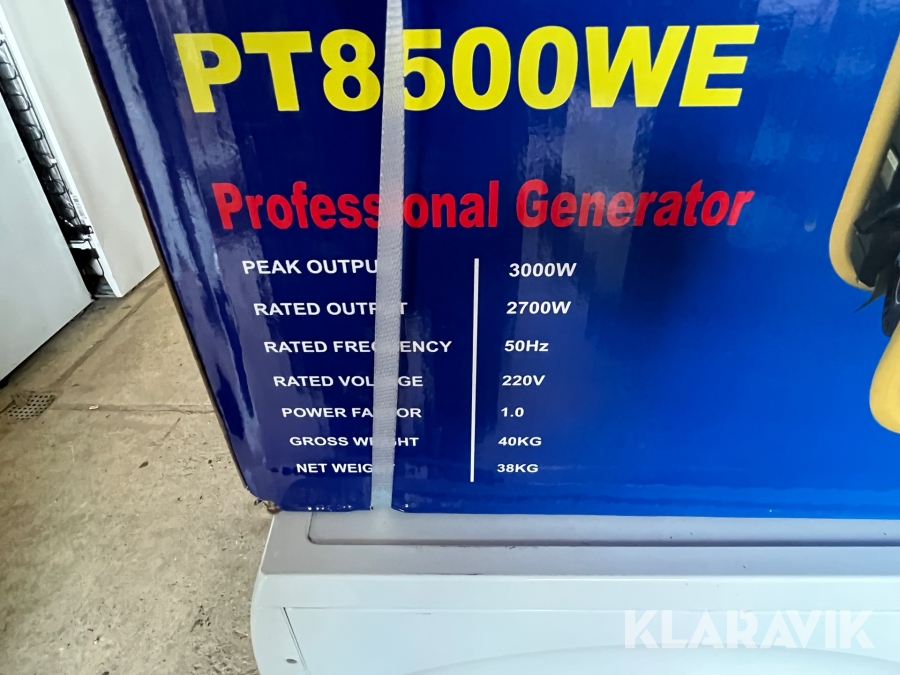 PT8500WE
Professional Generator
PEAK OUTPUT 3000W
RATED OUTPUT 2700W
RATED FREQUENCY 50Hz
RATED VOLTAGE 220V
POWER FACTOR 1.0
GROSS WEIGHT 40KG
NET WEIGHT 38KG
KLARAVIK